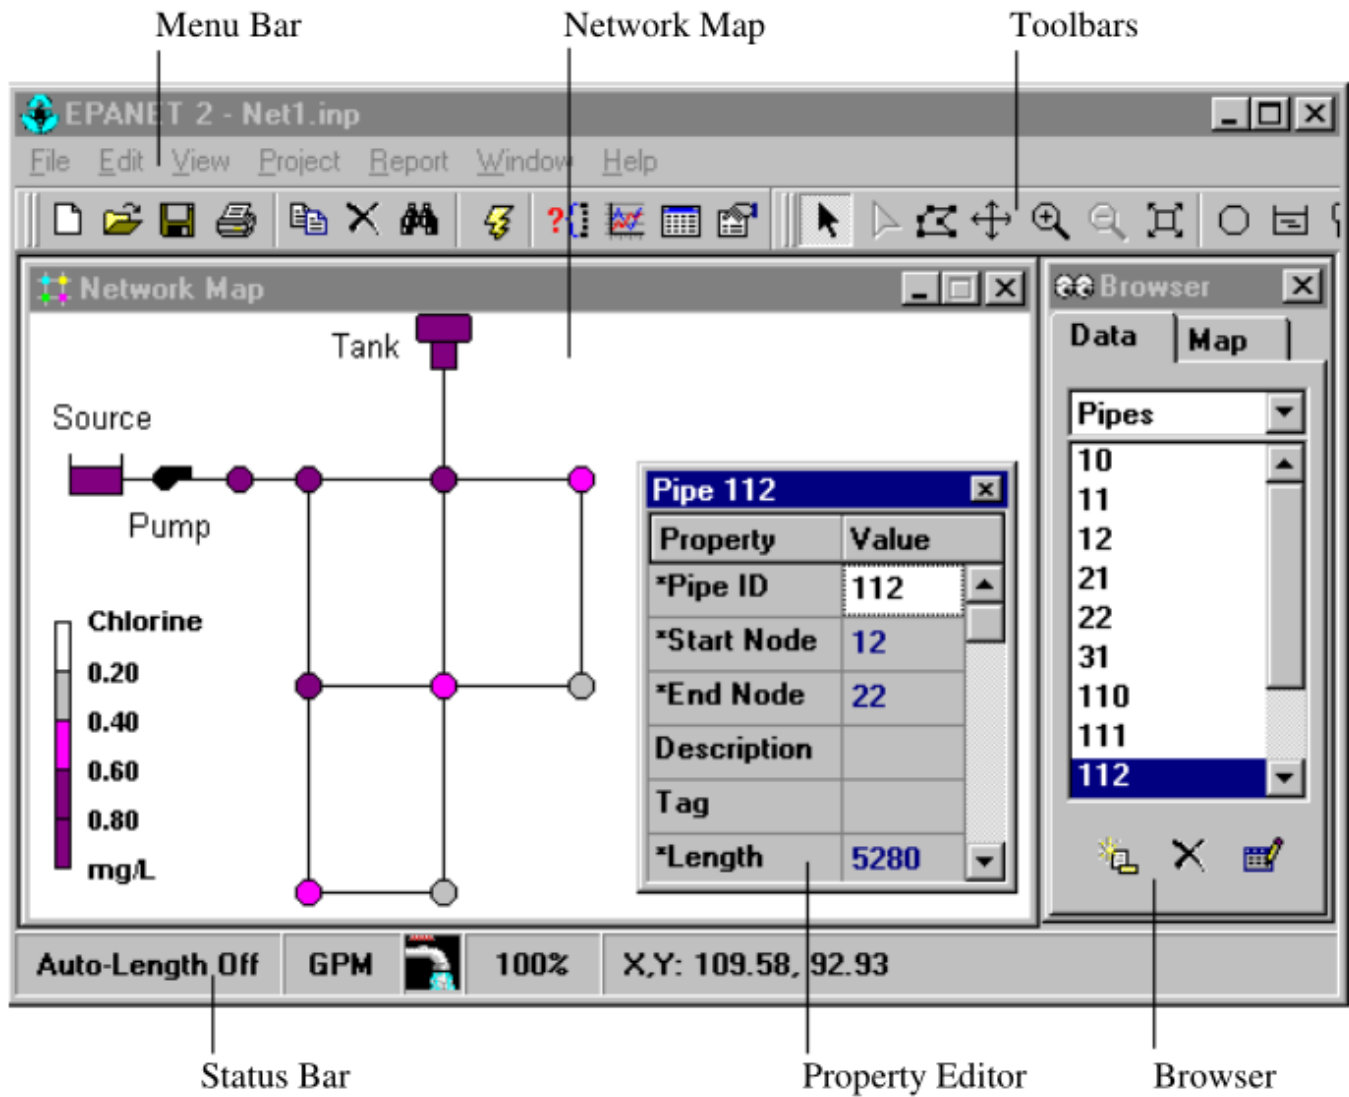 Menu Bar Network Map Toolbars
EPANET 2 - Net1.inp
File Edit View Project Report Window Help
Network Map
Browser
Data Map
Tank
Source
Pump
Pipes
10
11
12
21
22
31
110
111
112
Chlorine
0.20
0.40
0.60
0.80
mg/L
Pipe 112
Property Value
*Pipe ID 112
*Start Node 12
*End Node 22
Description
Tag
*Length 5280
Auto-Length Off GPM 100% X,Y: 109.58, 92.93
Status Bar Property Editor Browser